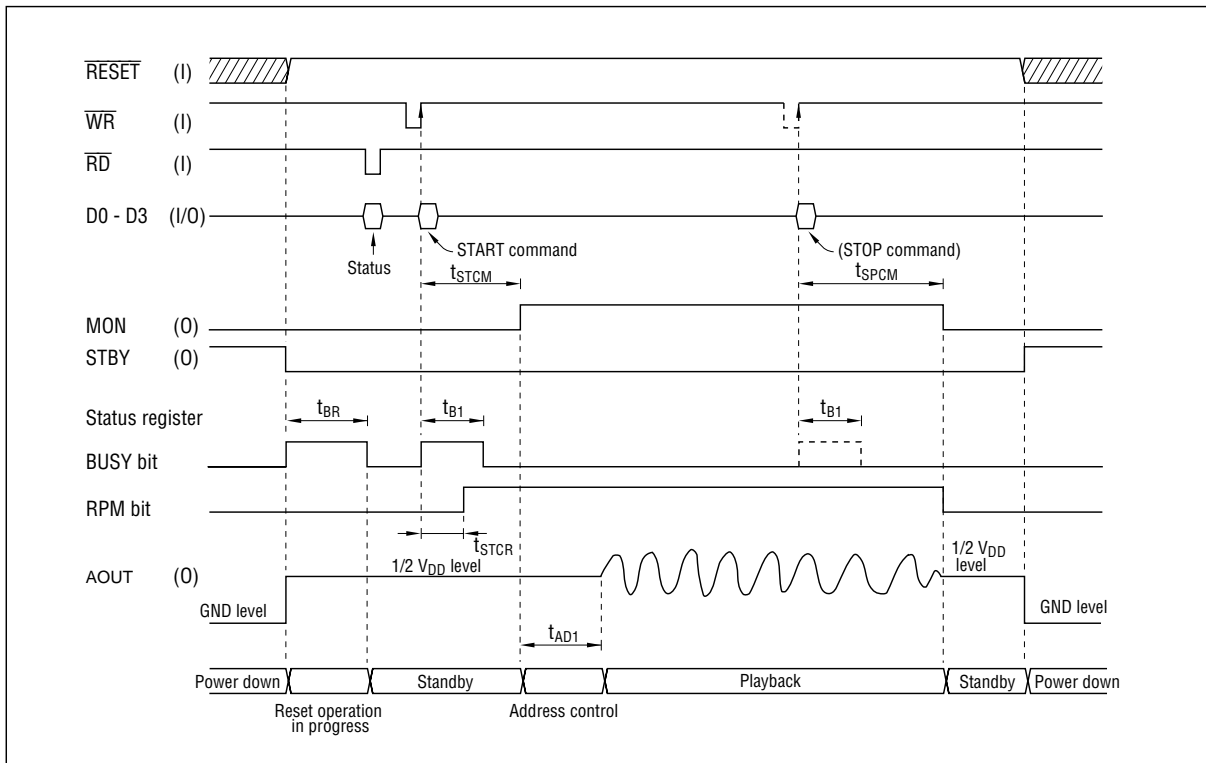 RESET (I)
WR (I)
RD (I)
D0 - D3 (I/O)
Status
START command
(STOP command)
tSTCM
tSPCM
MON (O)
STBY (O)
Status register
tBR
tB1
tB1
BUSY bit
RPM bit
tSTCR
AOUT (O)
1/2 VDD level
1/2 VDD
level
GND level
GND level
tAD1
Power down
Standby
Playback
Standby
Power down
Reset operation
in progress
Address control